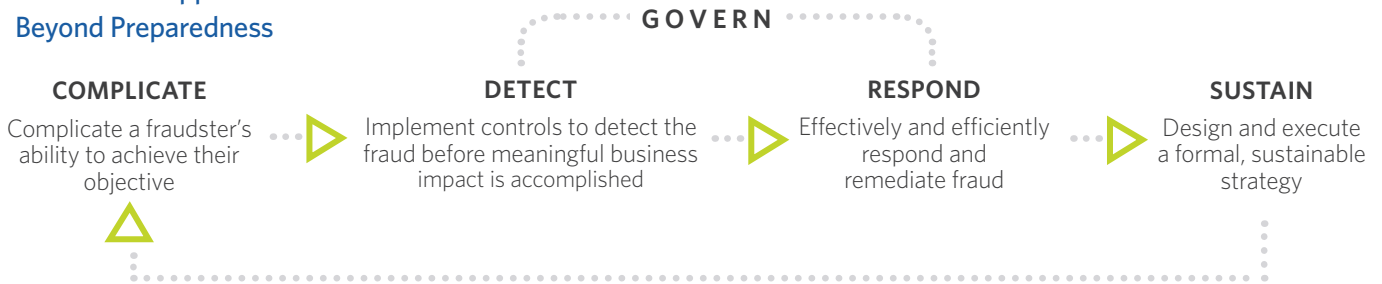 Beyond Preparedness
GOVERN
COMPLICATE
Complicate a fraudster's
ability to achieve their
objective
DETECT
Implement controls to detect the
fraud before meaningful business
impact is accomplished
RESPOND
Effectively and efficiently
respond and
remediate fraud
SUSTAIN
Design and execute
a formal, sustainable
strategy